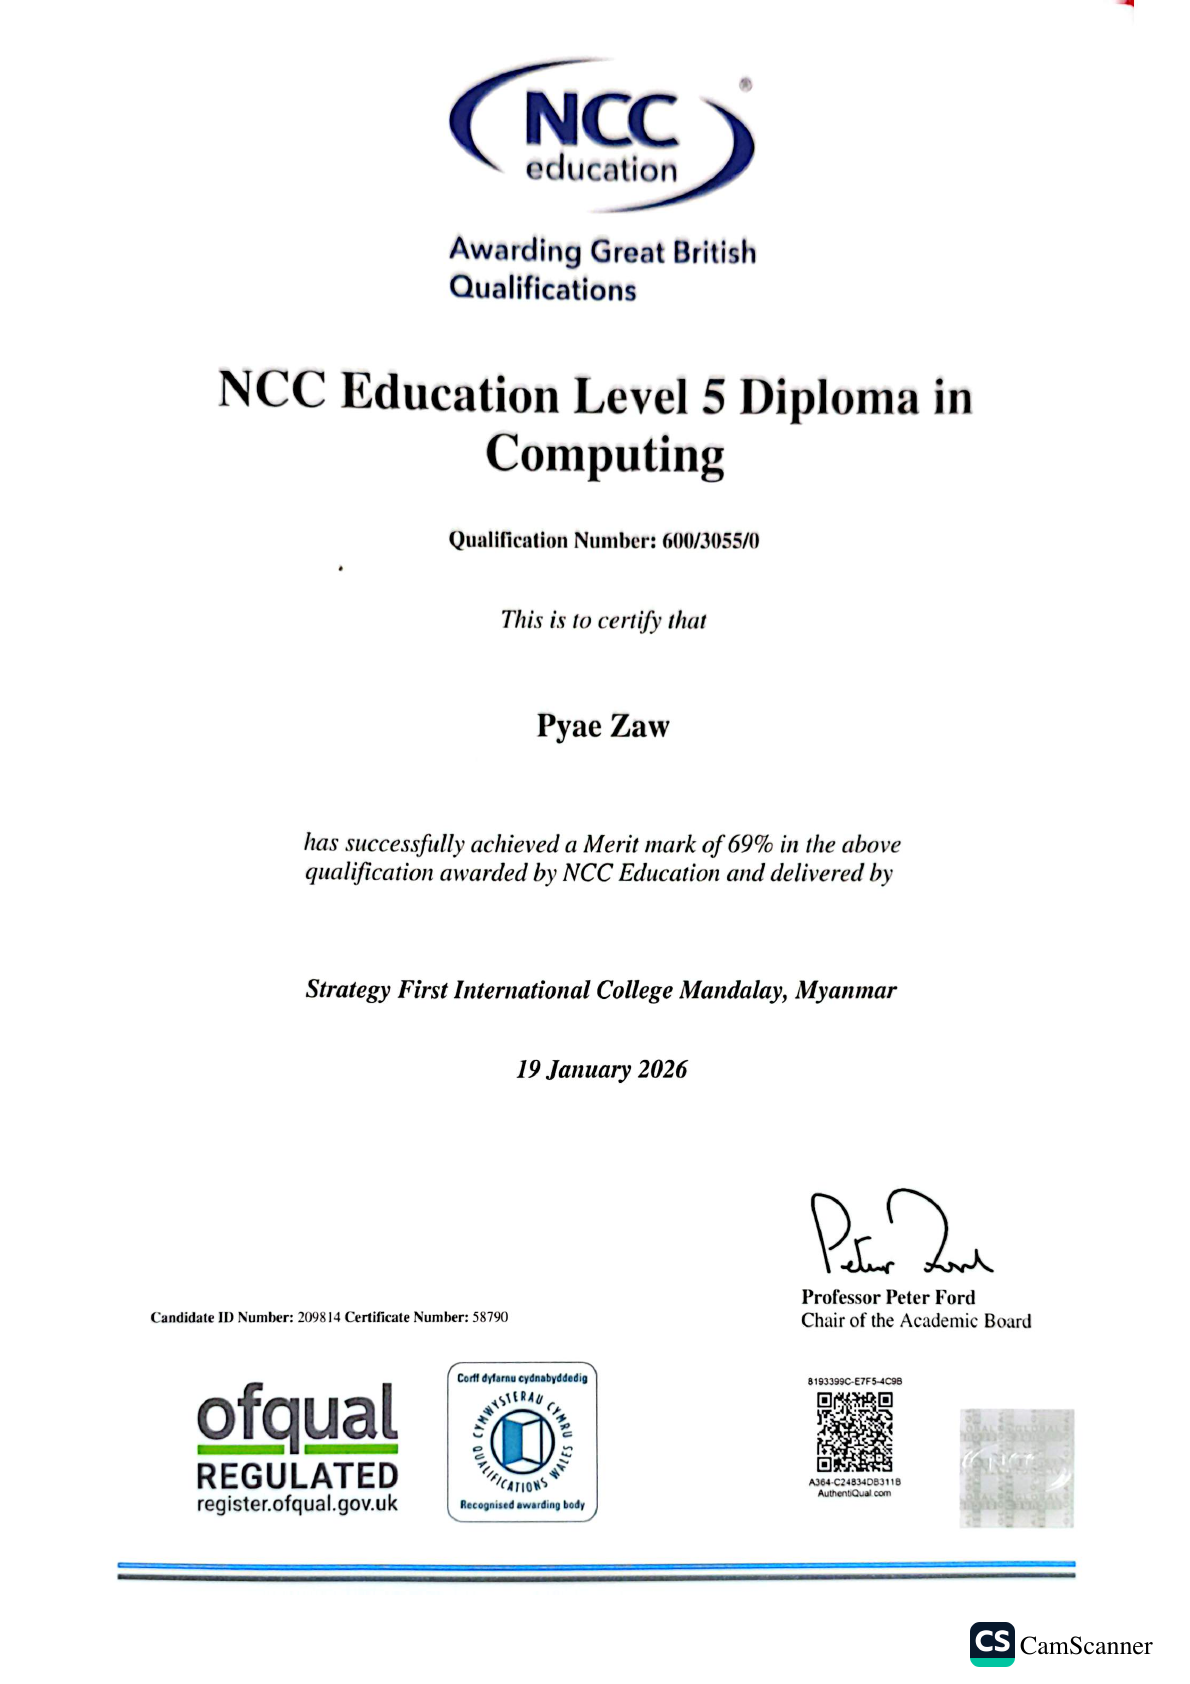 NCC
®
education
Awarding Great British
Qualifications
NCC Education Level 5 Diploma in
Computing
Qualification Number: 600/3055/0
This is to certify that
Pyae Zaw
has successfully achieved a Merit mark of 69% in the above
qualification awarded by NCC Education and delivered by
Strategy First International College Mandalay, Myanmar
19 January 2026
Peter Ford
Professor Peter Ford
Chair of the Academic Board
Candidate ID Number: 209814 Certificate Number: 58790
ofqual
REGULATED
register.ofqual.gov.uk
Corff dyfarnu cydnabyddedig
CYMWYSTERAU CYMRU
QUALIFICATIONS WALES
Recognised awarding body
8193399C-E7F5-4C9B
A364-C24834DB311B
AuthentiQual.com
NCC
CS CamScanner